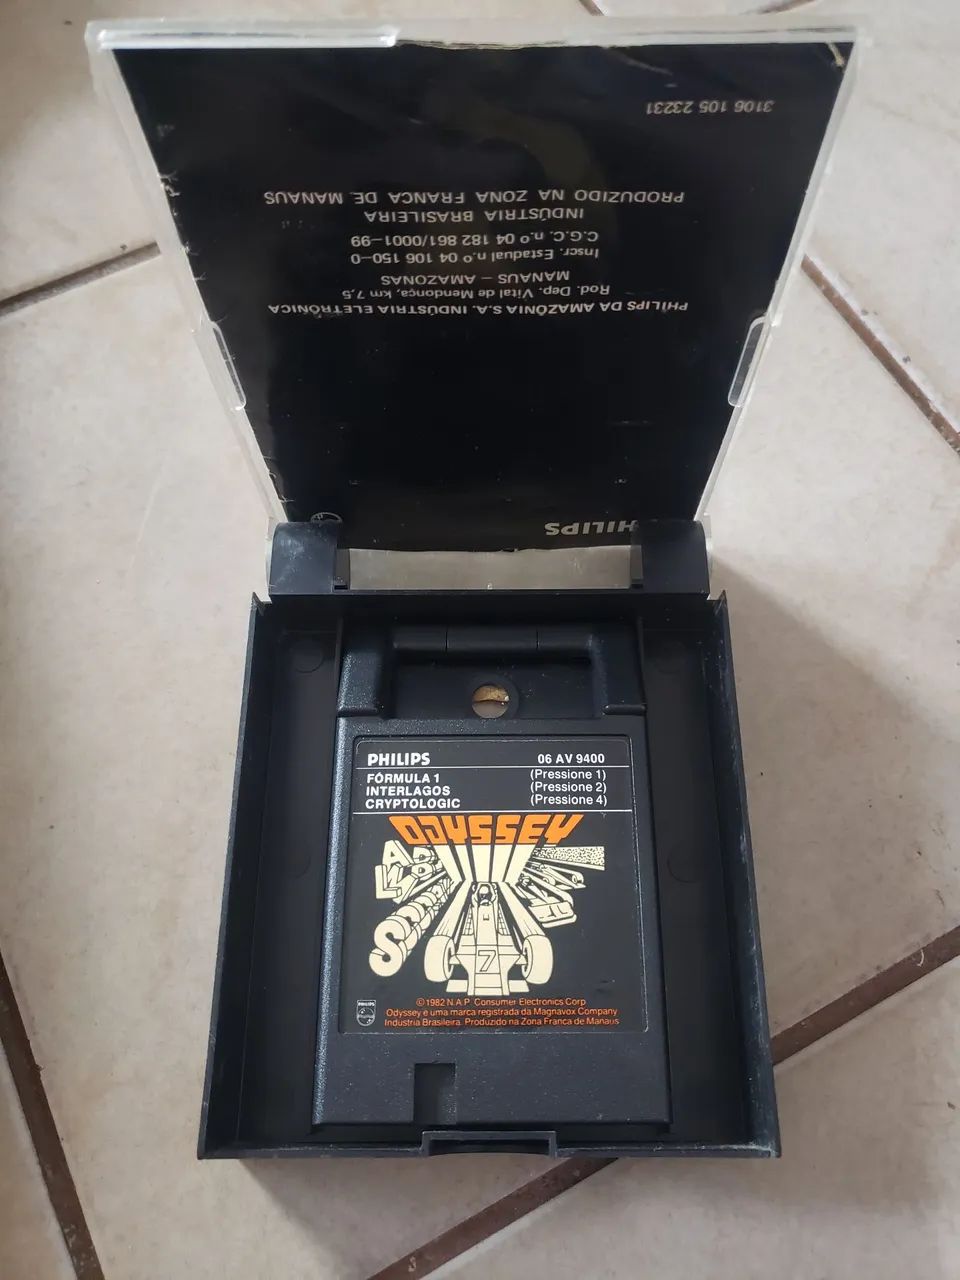 3106 105 23231
PRODUZIDO NA ZONA FRANCA DE MANAUS
INDÚSTRIA BRASILEIRA
C.G.C. n.º 04 182 861/0001-99
Inscr. Estadual n.º 04 106 150-0
MANAUS – AMAZONAS
Rod. Dep. Vital de Mendonça, km 7,5
PHILIPS DA AMAZÔNIA S.A. INDÚSTRIA ELETRÔNICA
PHILIPS
PHILIPS 06 AV 9400
FÓRMULA 1 (Pressione 1)
INTERLAGOS (Pressione 2)
CRYPTOLOGIC (Pressione 4)
ODYSSEY
7
PHILIPS
©1982 N.A.P. Consumer Electronics Corp
Odyssey é uma marca registrada da Magnavox Company
Indústria Brasileira. Produzido na Zona Franca de Manaus